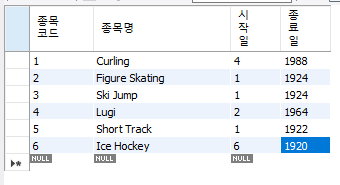 종목코드 종목명 시작일 종료일
1 Curling 4 1988
2 Figure Skating 1 1924
3 Ski Jump 1 1924
4 Lugi 2 1964
5 Short Track 1 1922
6 Ice Hockey 6 1920
NULL NULL NULL NULL